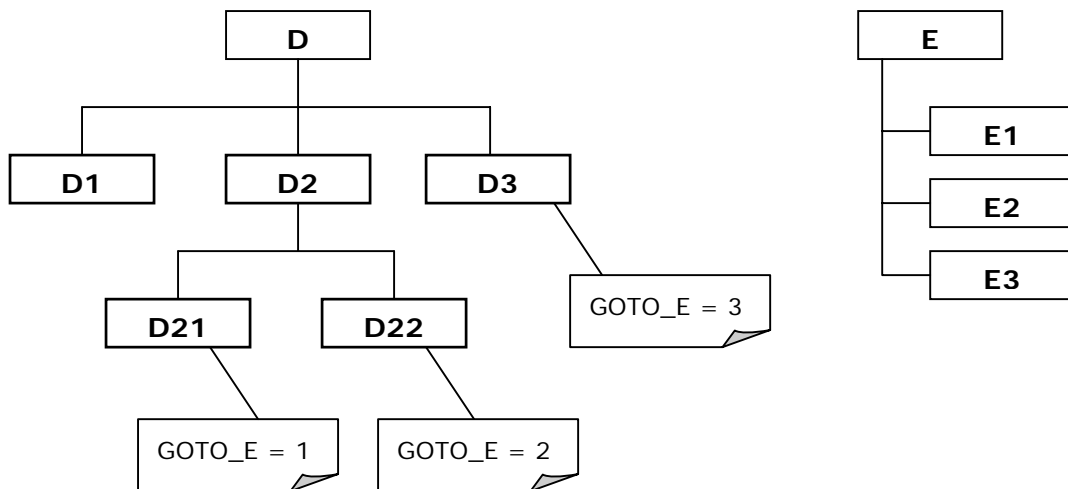 D
E
E1
D1
D2
D3
E2
E3
GOTO_E = 3
D21
D22
GOTO_E = 1
GOTO_E = 2